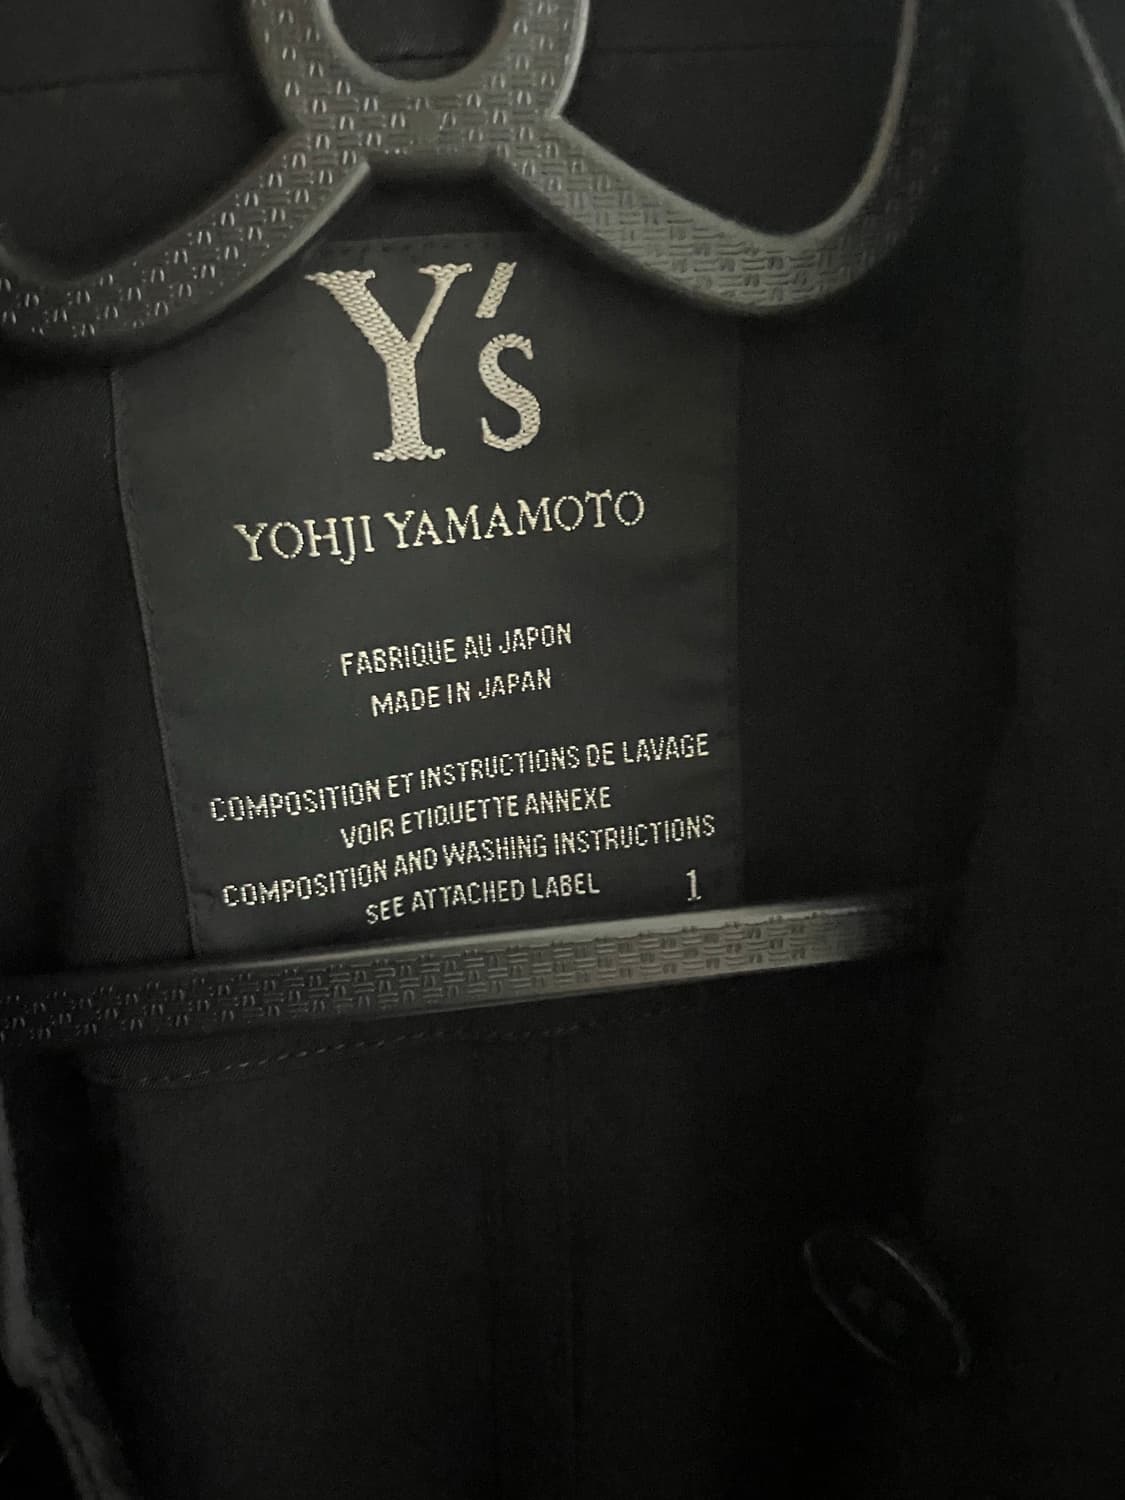 Y's
YOHJI YAMAMOTO
FABRIQUE AU JAPON
MADE IN JAPAN
COMPOSITION ET INSTRUCTIONS DE LAVAGE
VOIR ETIQUETTE ANNEXE
COMPOSITION AND WASHING INSTRUCTIONS
SEE ATTACHED LABEL 1